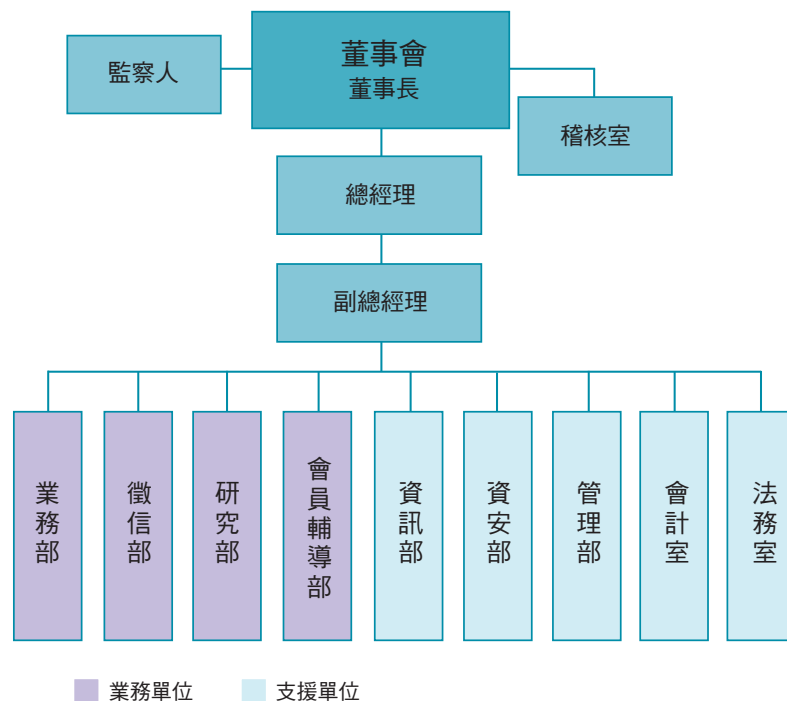 董事會
董事長
監察人
稽核室
總經理
副總經理
業務部
徵信部
研究部
會員輔導部
資訊部
資安部
管理部
會計室
法務室
業務單位
支援單位